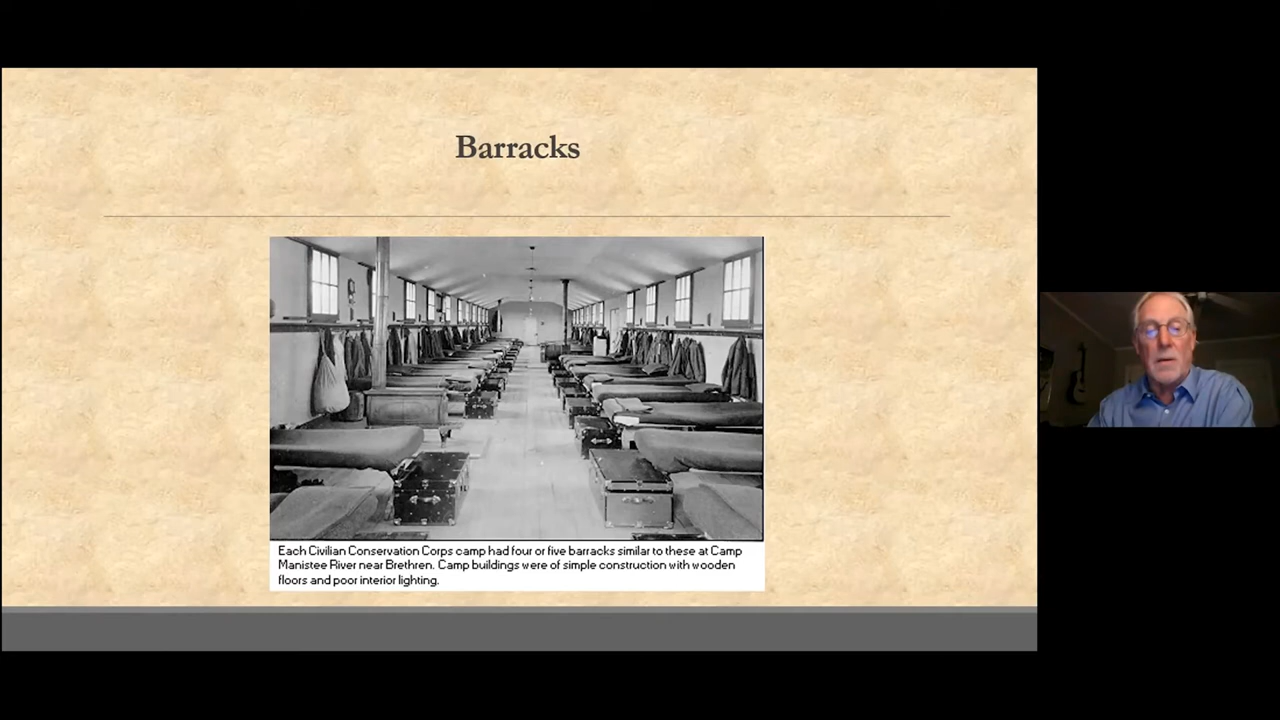 Barracks
Each Civilian Conservation Corps camp had four or five barracks similar to these at Camp
Manistee River near Brethren. Camp buildings were of simple construction with wooden
floors and poor interior lighting.